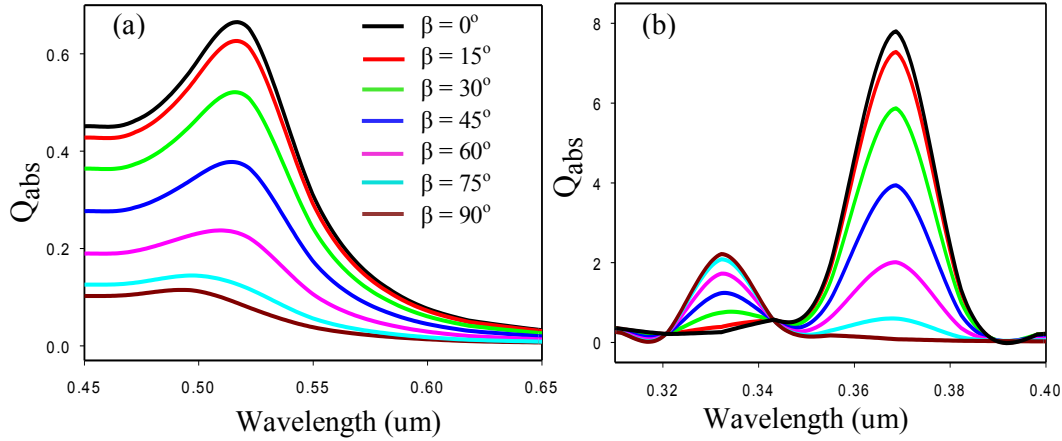 (a)
β = 0°
β = 15°
β = 30°
β = 45°
β = 60°
β = 75°
β = 90°
0.6
0.4
0.2
0.0
Qabs
0.45 0.50 0.55 0.60 0.65
Wavelength (um)
(b)
8
6
4
2
0
Qabs
0.32 0.34 0.36 0.38 0.40
Wavelength (um)